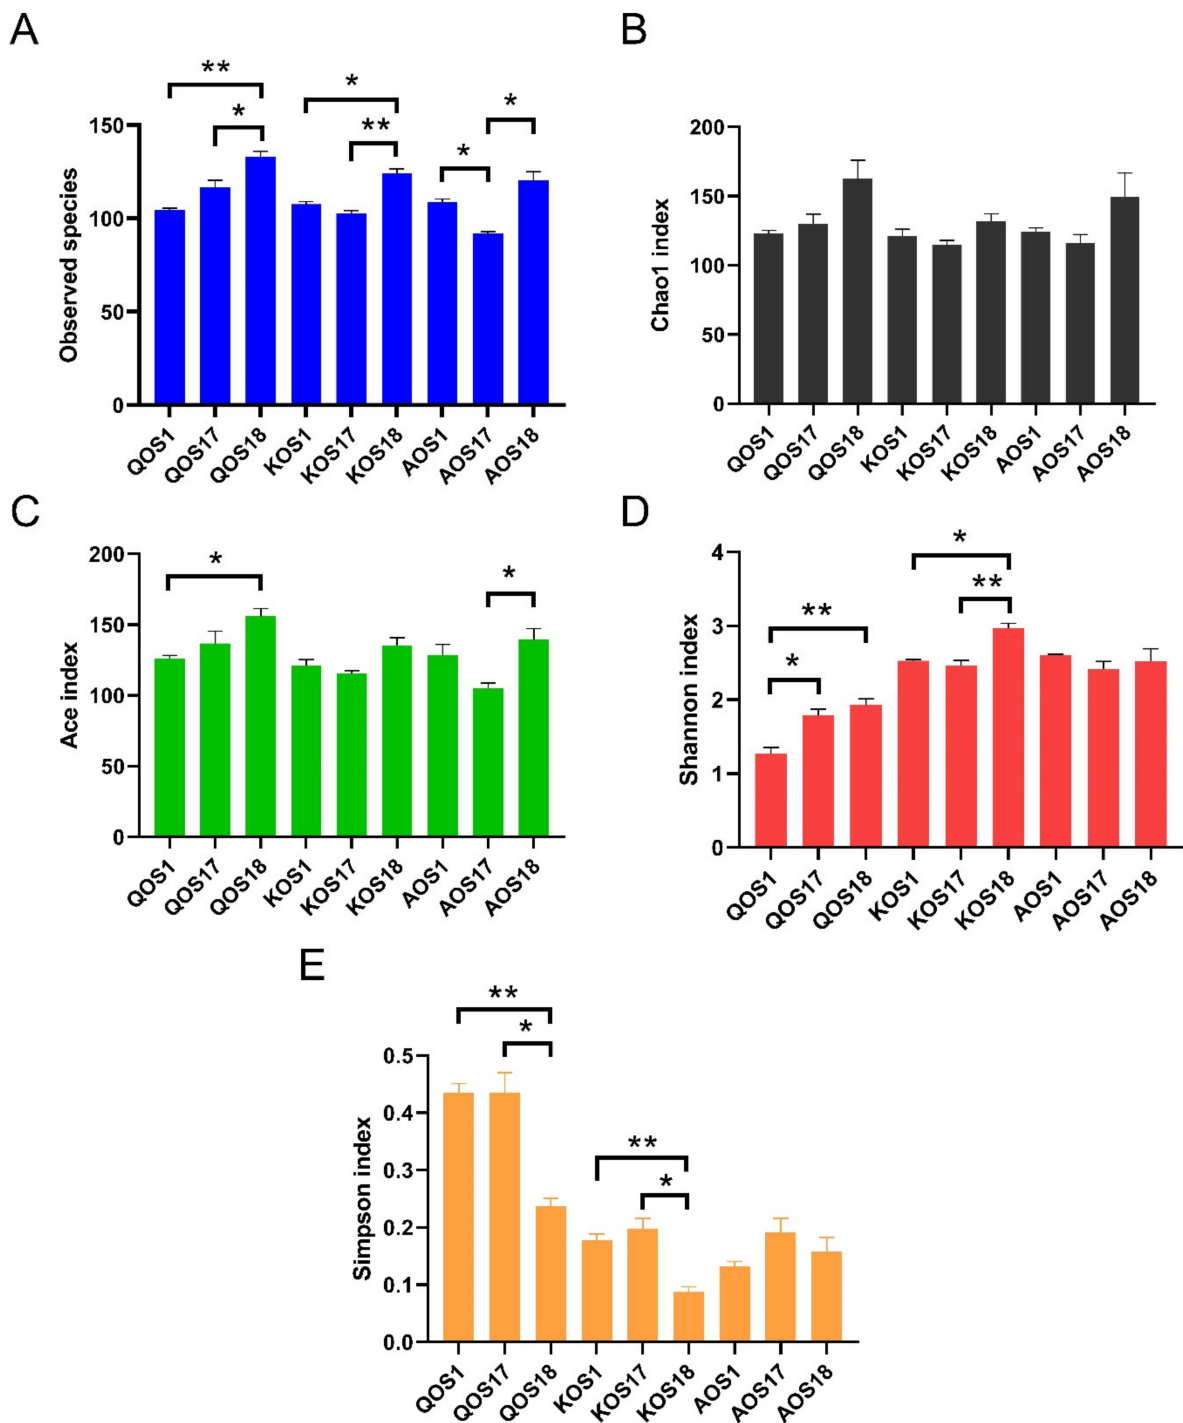 A
Observed species
150
100
50
0
** * * ** * *
QOS1 QOS17 QOS18 KOS1 KOS17 KOS18 AOS1 AOS17 AOS18
B
Chao1 index
200
150
100
50
0
QOS1 QOS17 QOS18 KOS1 KOS17 KOS18 AOS1 AOS17 AOS18
C
Ace index
200
150
100
50
0
* *
QOS1 QOS17 QOS18 KOS1 KOS17 KOS18 AOS1 AOS17 AOS18
D
Shannon index
4
3
2
1
0
* ** ** *
QOS1 QOS17 QOS18 KOS1 KOS17 KOS18 AOS1 AOS17 AOS18
E
Simpson index
0.5
0.4
0.3
0.2
0.1
0.0
** * ** *
QOS1 QOS17 QOS18 KOS1 KOS17 KOS18 AOS1 AOS17 AOS18